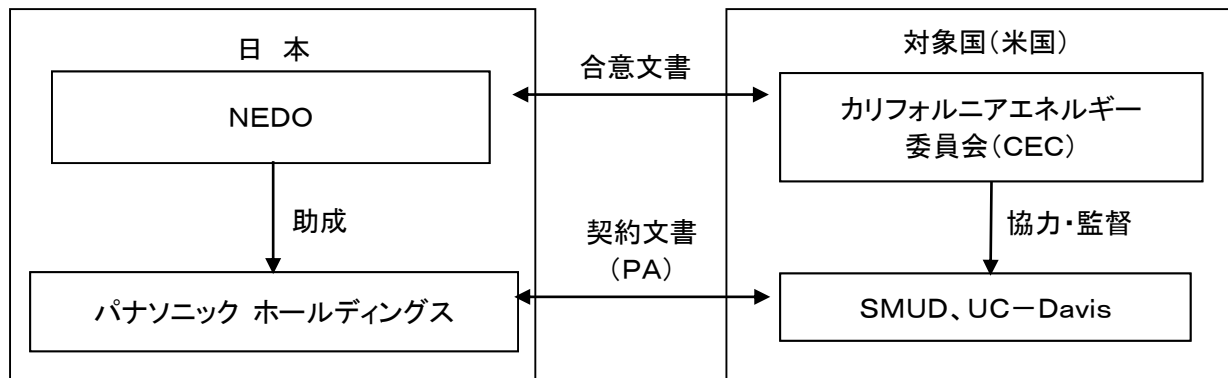 日 本
NEDO
助成
パナソニック ホールディングス
合意文書
契約文書
(PA)
対象国(米国)
カリフォルニアエネルギー
委員会(CEC)
協力・監督
SMUD、UC-Davis